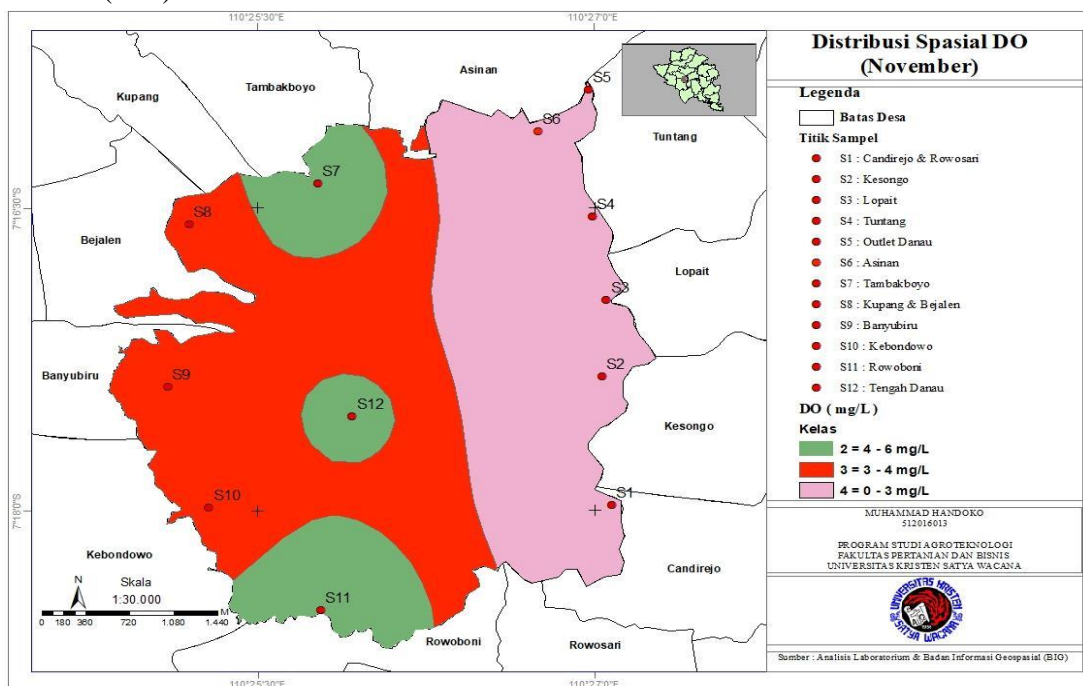 110°25'30"E
110°27'0"E
Asinan
Tambakboyo
Kupang
S5
S6
Tuntang
S7
7°16'30"S
S8
S4
Bejalen
Lopait
S3
Banyubiru
S9
S2
S12
Kesongo
S10
S1
7°18'0"S
Kebondowo
Candirejo
N
Skala
1:30.000
M
0 180 360 720 1.080 1.440
S11
Rowoboni
Rowosari
110°25'30"E
110°27'0"E
Distribusi Spasial DO
(November)
Legenda
Batas Desa
Titik Sampel
S1 : Candirejo & Rowosari
S2 : Kesongo
S3 : Lopait
S4 : Tuntang
S5 : Outlet Danau
S6 : Asinan
S7 : Tambakboyo
S8 : Kupang & Bejalen
S9 : Banyubiru
S10 : Kebondowo
S11 : Rowoboni
S12 : Tengah Danau
DO ( mg/L )
Kelas
2 = 4 - 6 mg/L
3 = 3 - 4 mg/L
4 = 0 - 3 mg/L
MUHAMMAD HANDOKO
512016013
PROGRAM STUDI AGROTEKNOLOGI
FAKULTAS PERTANIAN DAN BISNIS
UNIVERSITAS KRISTEN SATYA WACANA
UNIVERSITAS KRISTEN
SATYA WACANA
Sumber : Analisis Laboratorium & Badan Informasi Geospasial (BIG)